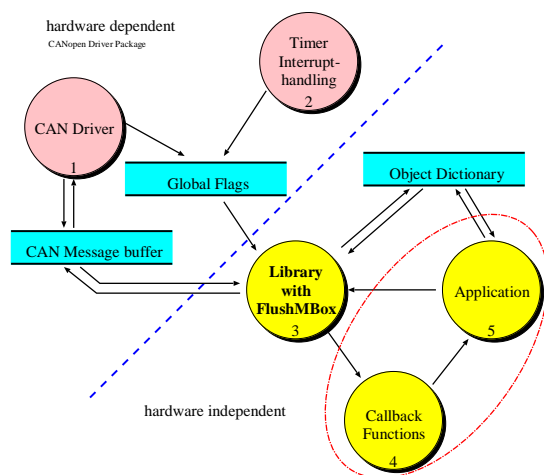 hardware dependent
CANopen Driver Package
Timer
Interrupt-
handling
2
CAN Driver
1
Global Flags
Object Dictionary
CAN Message buffer
Library
with
FlushMBox
3
Application
5
hardware independent
Callback
Functions
4